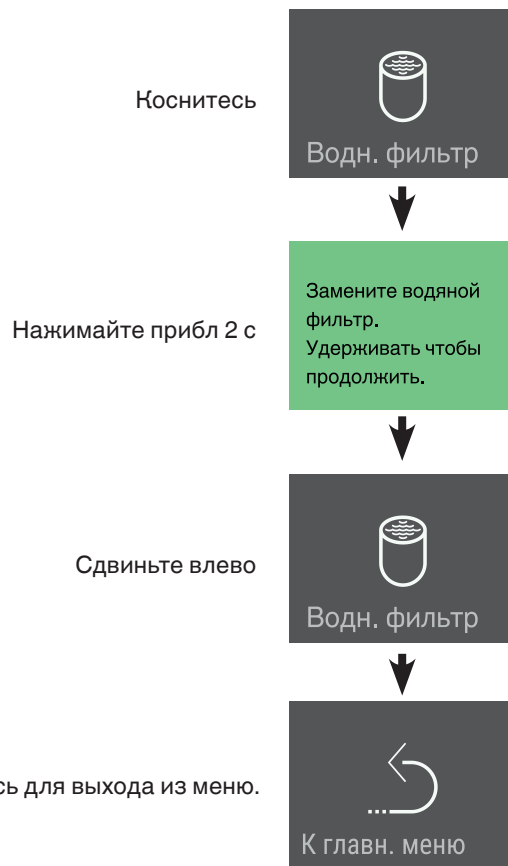 Коснитесь
Водн. фильтр
Нажимайте прибл 2 с
Замените водяной
фильтр.
Удерживать чтобы
продолжить.
Сдвиньте влево
Водн. фильтр
для выхода из меню.
К главн. меню